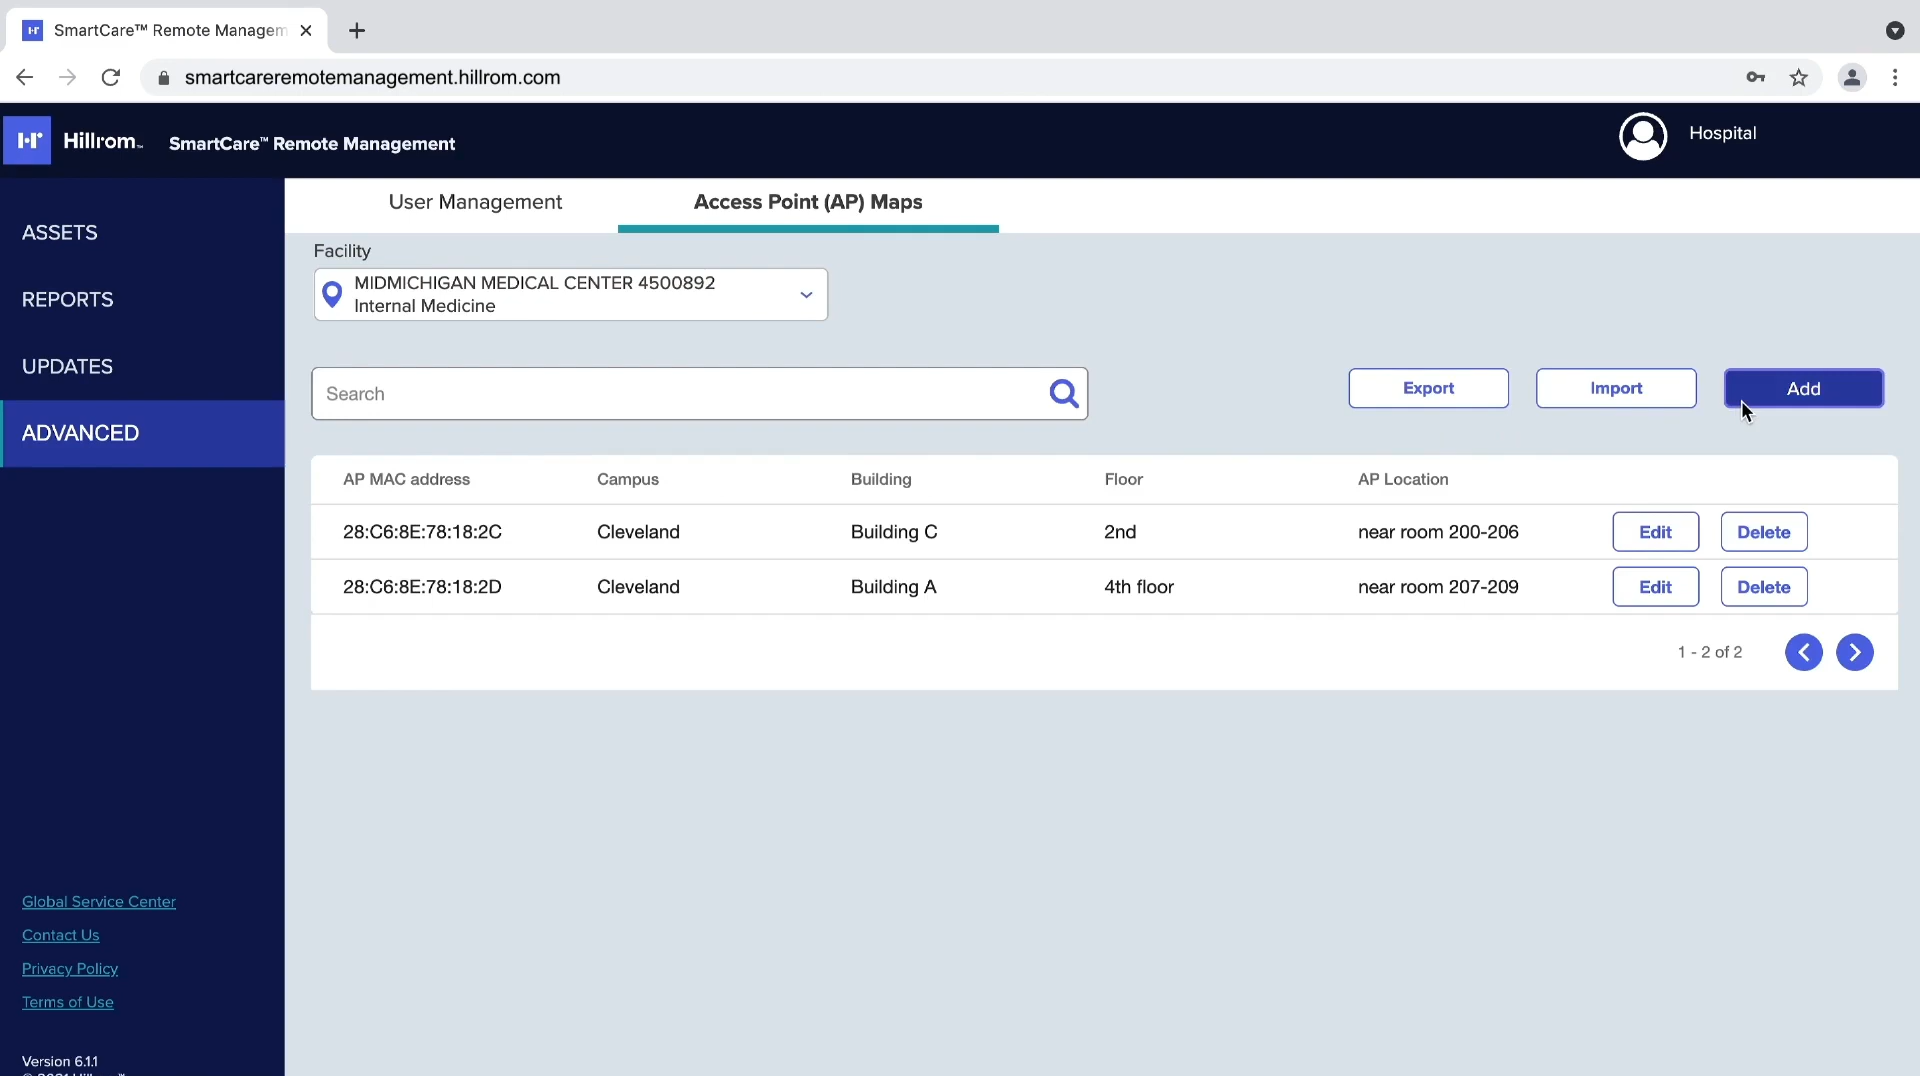 SmartCare™ Remote Managem
smartcareremotemanagement.hillrom.com
Hillrom™ SmartCare™ Remote Management
Hospital
ASSETS
REPORTS
UPDATES
ADVANCED
Global Service Center
Contact Us
Privacy Policy
Terms of Use
Version 6.1.1
User Management Access Point (AP) Maps
Facility
MIDMICHIGAN MEDICAL CENTER 4500892
Internal Medicine
Search
Export Import Add
AP MAC address Campus Building Floor AP Location
28:C6:8E:78:18:2C Cleveland Building C 2nd near room 200-206 Edit Delete
28:C6:8E:78:18:2D Cleveland Building A 4th floor near room 207-209 Edit Delete
1 - 2 of 2